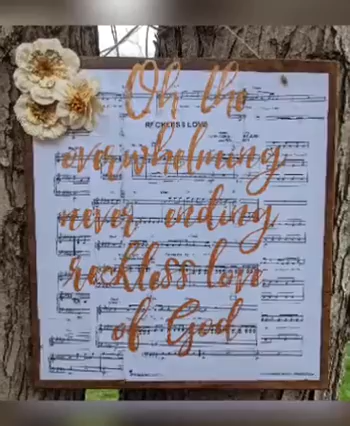 Oh the
RECKLESS LOVE
overwhelming
never ending
reckless love
of God